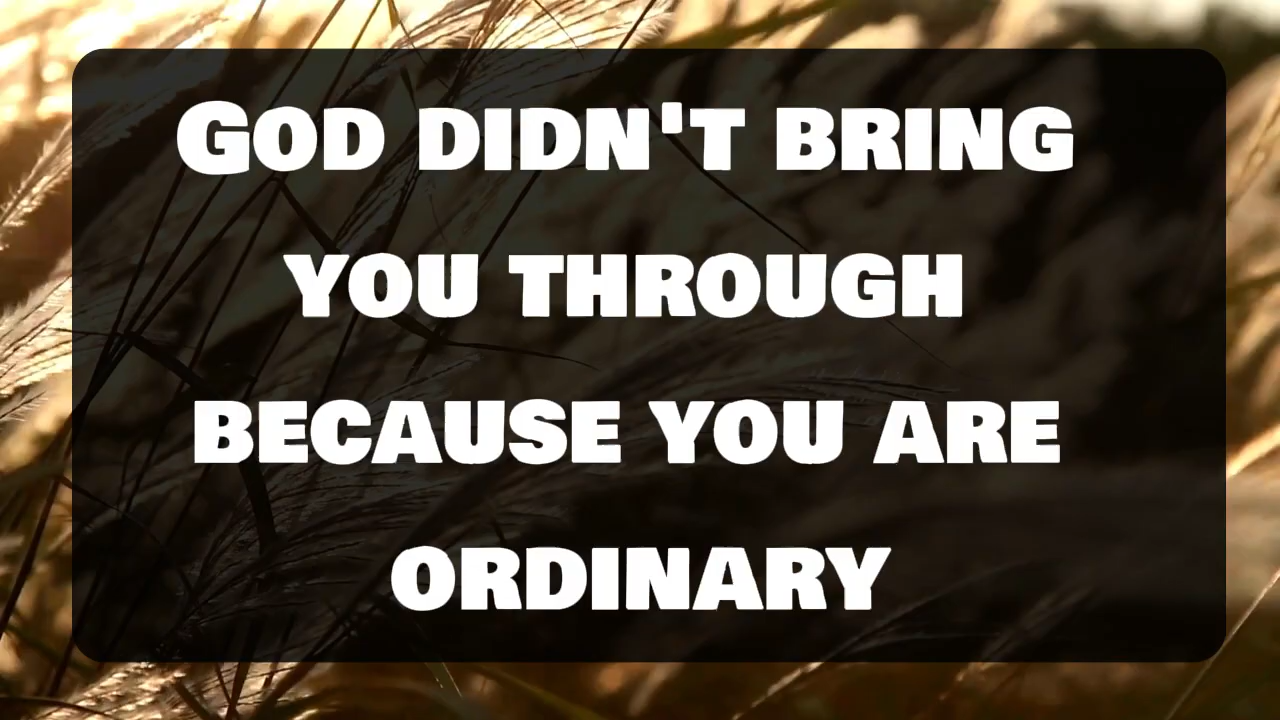 God didn't bring
you through
because you are
ordinary